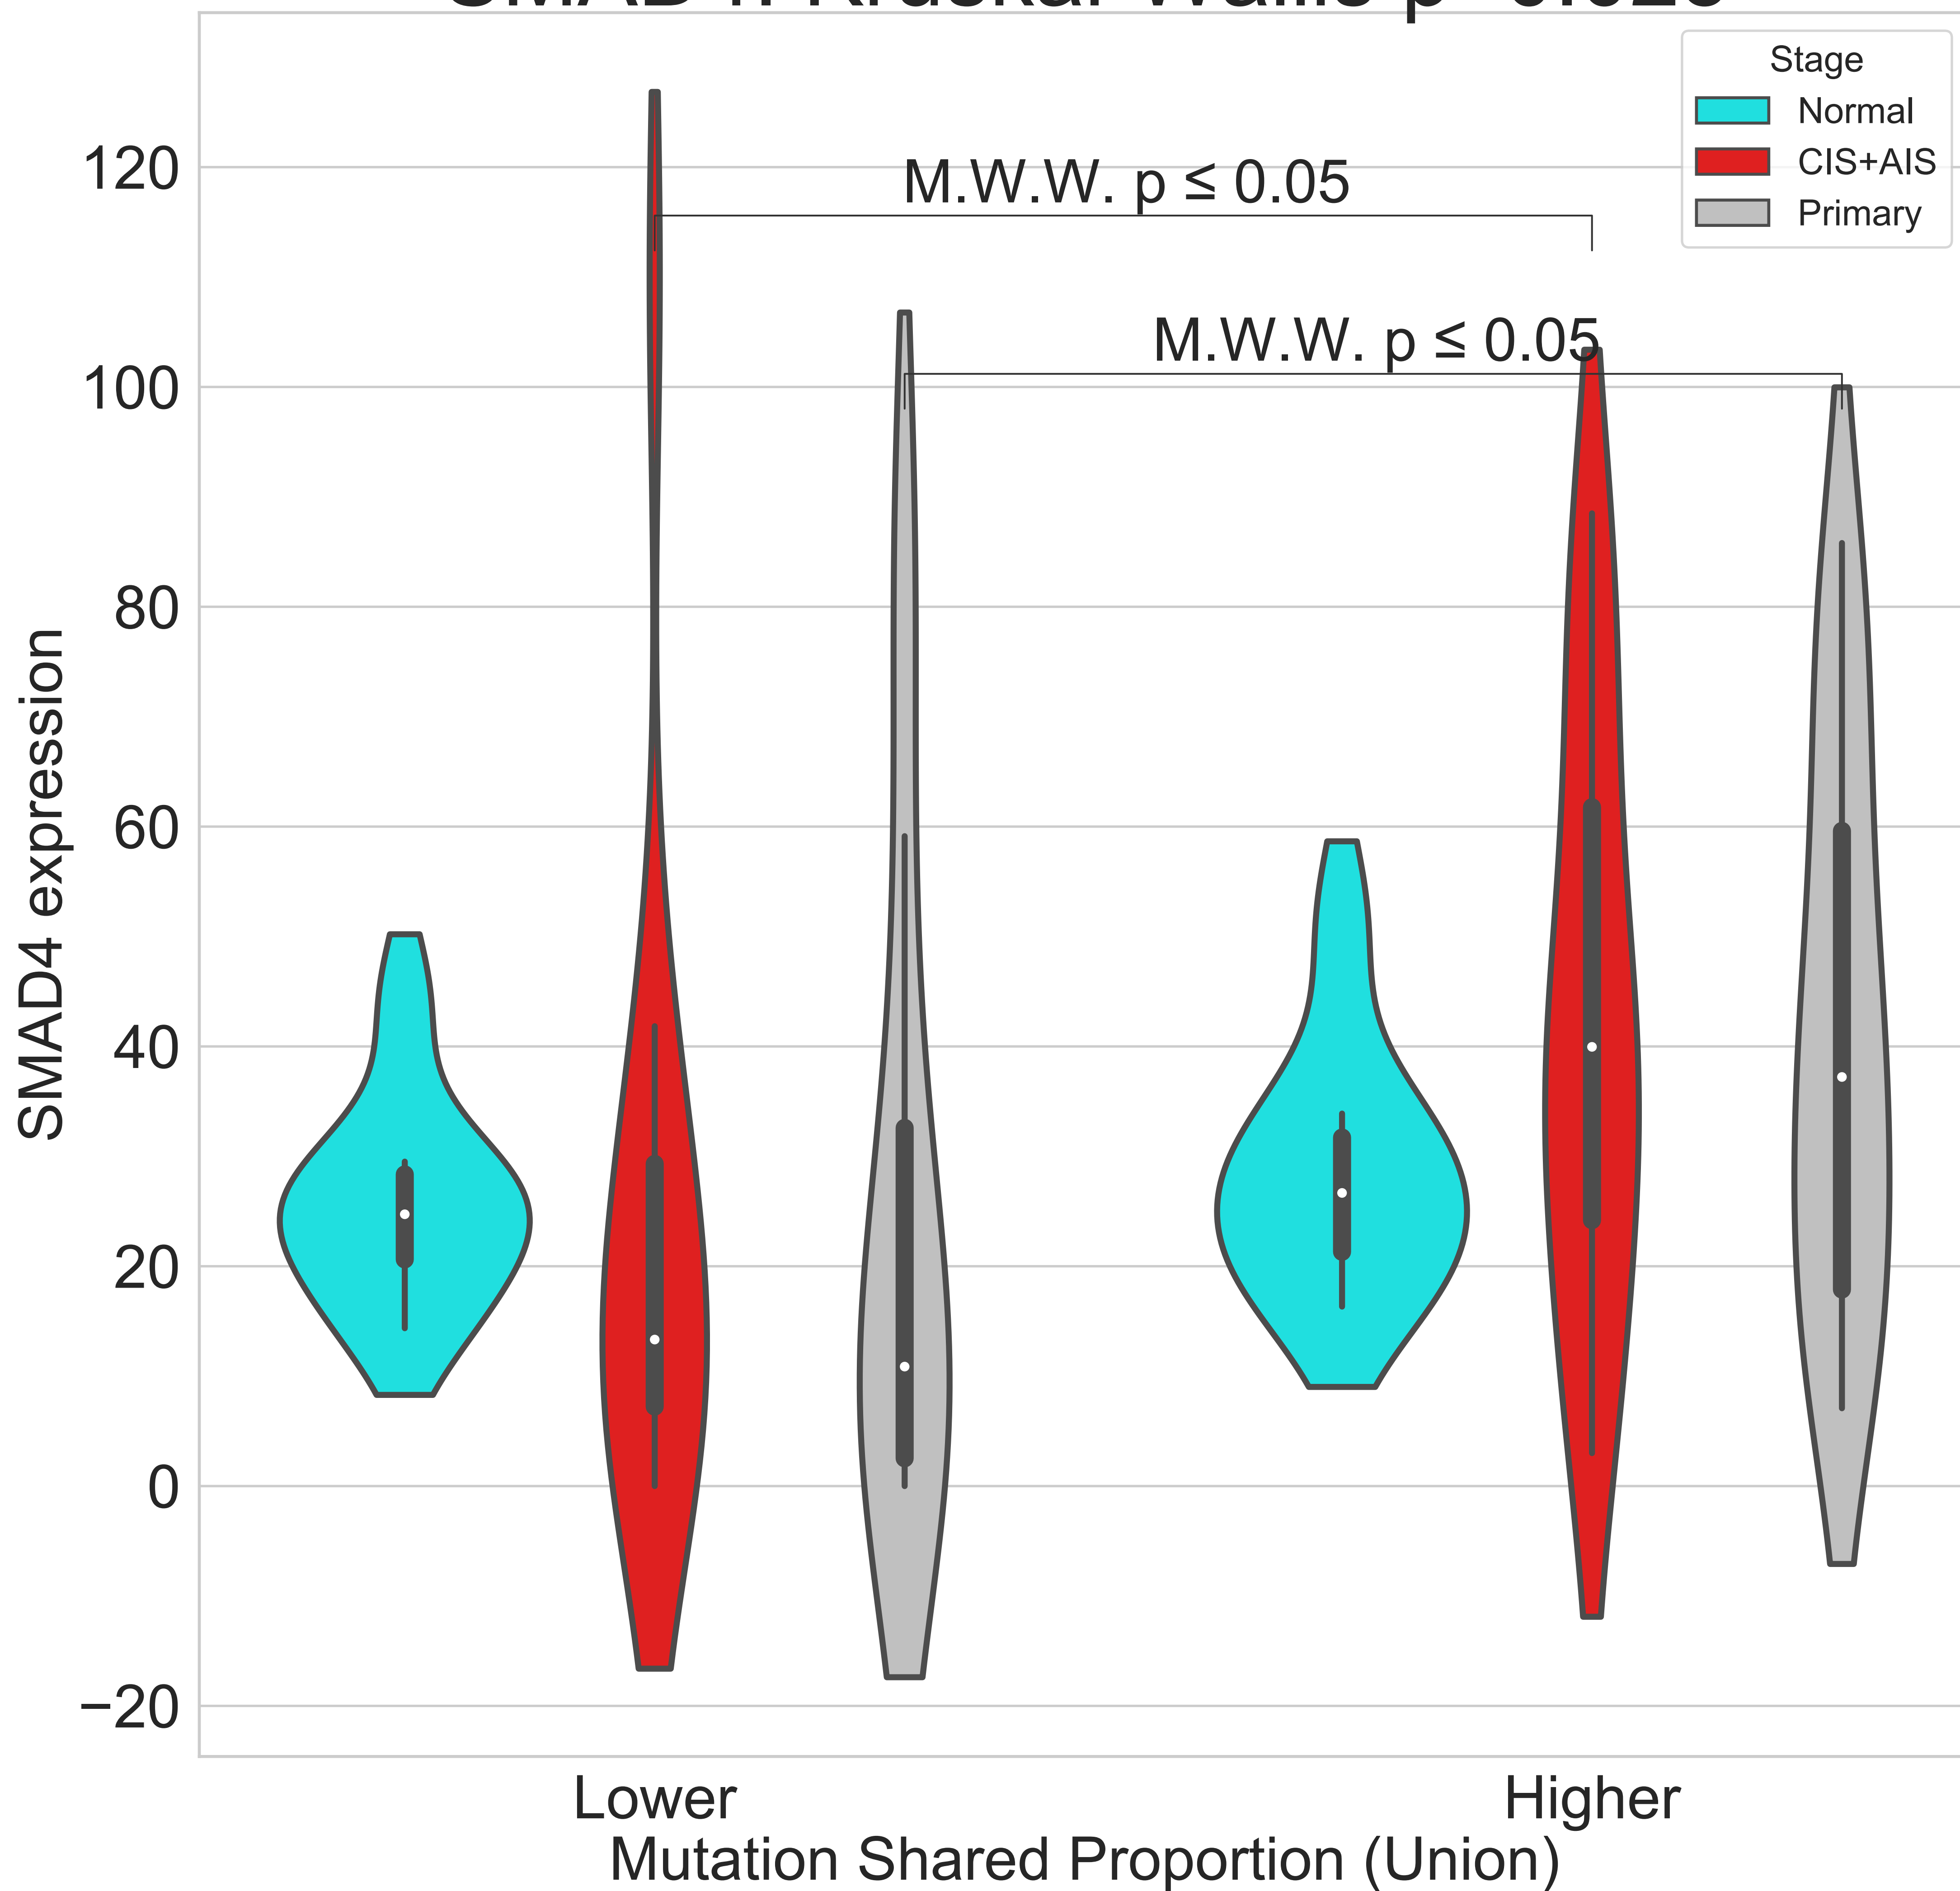 Stage
Normal
CIS+AIS
Primary
M.W.W. p ≤ 0.05
M.W.W. p ≤ 0.05
120
100
80
60
40
20
0
−20
SMAD4 expression
Lower
Higher
Mutation Shared Proportion (Union)